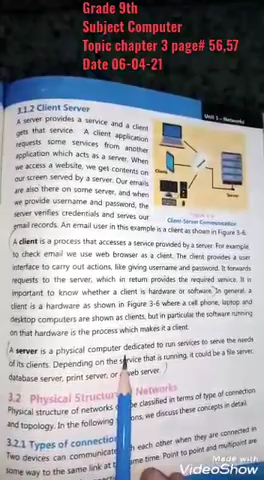 Grade 9th
Subject Computer
Topic chapter 3 page# 56,57
Date 06-04-21
Unit 3 – Networks
3.1.2 Client Server
A server provides a service and a client
gets that service. A client application
requests some services from another
application which acts as a server. When
we access a website, we get contents on
our screen served by a server. Our emails
are also there on some server, and when
we provide username and password, the
server verifies credentials and serves our
email records. An email user in this example is a client as shown in Figure 3-6.
Clients
Server
Client-Server Communication
A client is a process that accesses a service provided by a server. For example,
to check email we use web browser as a client. The client provides a user
interface to carry out actions, like giving username and password. It forwards
requests to the server, which in return provides the required service. It is
important to know whether a client is hardware or software. In general, a
client is a hardware as shown in Figure 3-6 where a cell phone, laptop and
desktop computers are shown as clients, but in particular the software running
on that hardware is the process which makes it a client.
A server is a physical computer dedicated to run services to serve the needs
of its clients. Depending on the service that is running, it could be a file server,
database server, print server, or web server.
3.2 Physical Structure of Networks
Physical structure of networks can be classified in terms of type of connection
and topology. In the following sections, we discuss these concepts in detail.
3.2.1 Types of connections
Two devices can communicate with each other when they are connected in
some way to the same link at the same time. Point to point and multipoint are
Made with
VideoShow